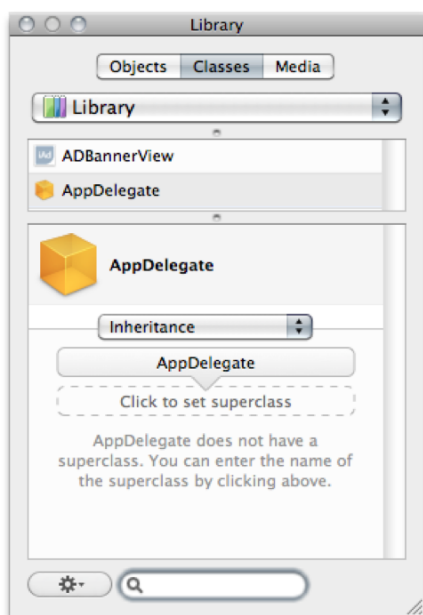 Library
Objects Classes Media
Library
iAd ADBannerView
AppDelegate
AppDelegate
Inheritance
AppDelegate
Click to set superclass
AppDelegate does not have a
superclass. You can enter the name of
the superclass by clicking above.